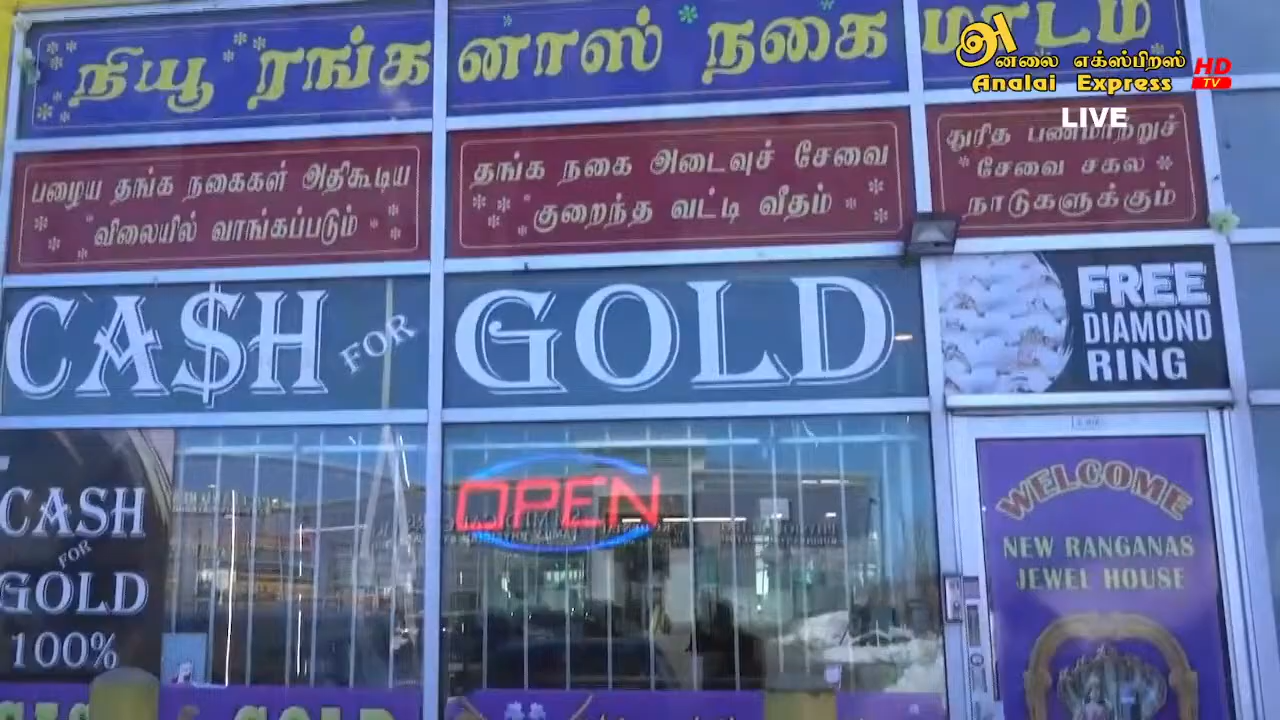 நியூ ரங்கனாஸ் நகை மாடம்
அனலை எக்ஸ்பிறஸ்
Analai Express
HD
TV
LIVE
பழைய தங்க நகைகள் அதிகூடிய
விலையில் வாங்கப்படும்
தங்க நகை அடைவுச் சேவை
குறைந்த வட்டி வீதம்
துரித பணமாற்றுச்
சேவை சகல
நாடுகளுக்கும்
CA$H FOR GOLD
FREE
DIAMOND
RING
CASH
FOR
GOLD
100%
OPEN
WELCOME
NEW RANGANAS
JEWEL HOUSE